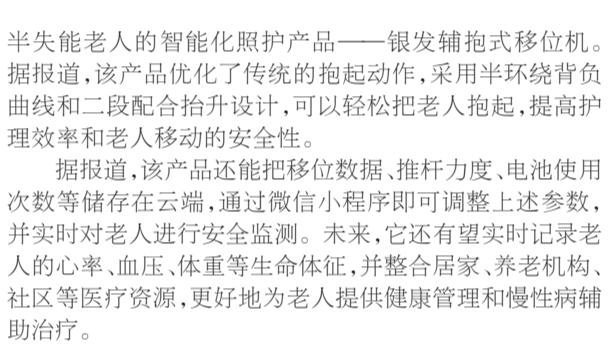 半失能老人的智能化照护产品——银发辅抱式移位机。
据报道，该产品优化了传统的抱起动作，采用半环绕背负
曲线和二段配合抬升设计，可以轻松把老人抱起，提高护
理效率和老人移动的安全性。
据报道，该产品还能把移位数据、推杆力度、电池使用
次数等储存在云端，通过微信小程序即可调整上述参数，
并实时对老人进行安全监测。未来，它还有望实时记录老
人的心率、血压、体重等生命体征，并整合居家、养老机构、
社区等医疗资源，更好地为老人提供健康管理和慢性病辅
助治疗。